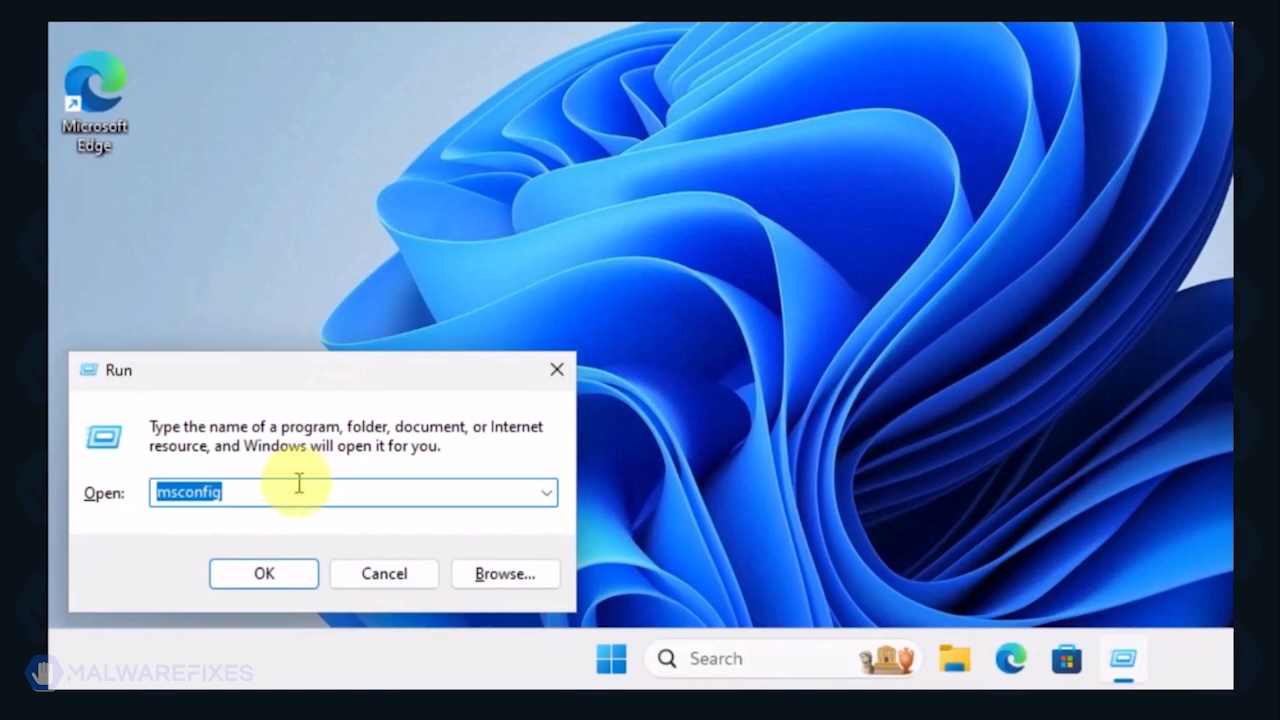 Microsoft
Edge
Run
Type the name of a program, folder, document, or Internet
resource, and Windows will open it for you.
Open:
msconfig
OK
Cancel
Browse...
Search
MALWAREFIXES